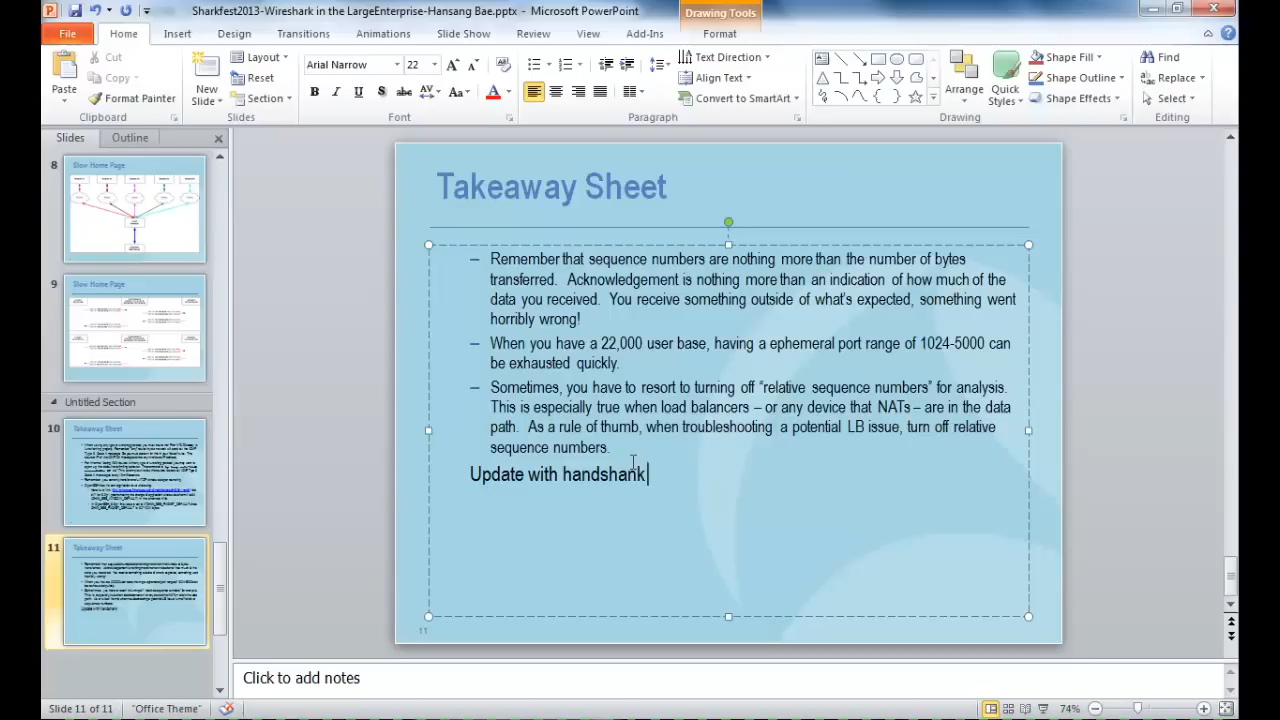 Sharkfest2013-Wireshark in the LargeEnterprise-Hansang Bae.pptx - Microsoft PowerPoint
Drawing Tools
File Home Insert Design Transitions Animations Slide Show Review View Add-Ins Format
Paste
Cut
Copy
Format Painter
Clipboard
New
Slide
Layout
Reset
Section
Slides
Arial Narrow 22
B I U S abc AV Aa A
Font
Text Direction
Align Text
Convert to SmartArt
Paragraph
Arrange
Quick
Styles
Shape Fill
Shape Outline
Shape Effects
Drawing
Find
Replace
Select
Editing
Slides Outline
8
Slow Home Page
9
Slow Home Page
Untitled Section
10
Takeaway Sheet
11
Takeaway Sheet
Takeaway Sheet
– Remember that sequence numbers are nothing more than the number of bytes
transferred. Acknowledgement is nothing more than an indication of how much of the
data you received. You receive something outside of what's expected, something went
horribly wrong!
– When you have a 22,000 user base, having a ephemeral port range of 1024-5000 can
be exhausted quickly.
– Sometimes, you have to resort to turning off “relative sequence numbers” for analysis.
This is especially true when load balancers – or any device that NATs – are in the data
path. As a rule of thumb, when troubleshooting a potential LB issue, turn off relative
sequence numbers.
Update with handshank
11
Click to add notes
Slide 11 of 11 "Office Theme" 74%